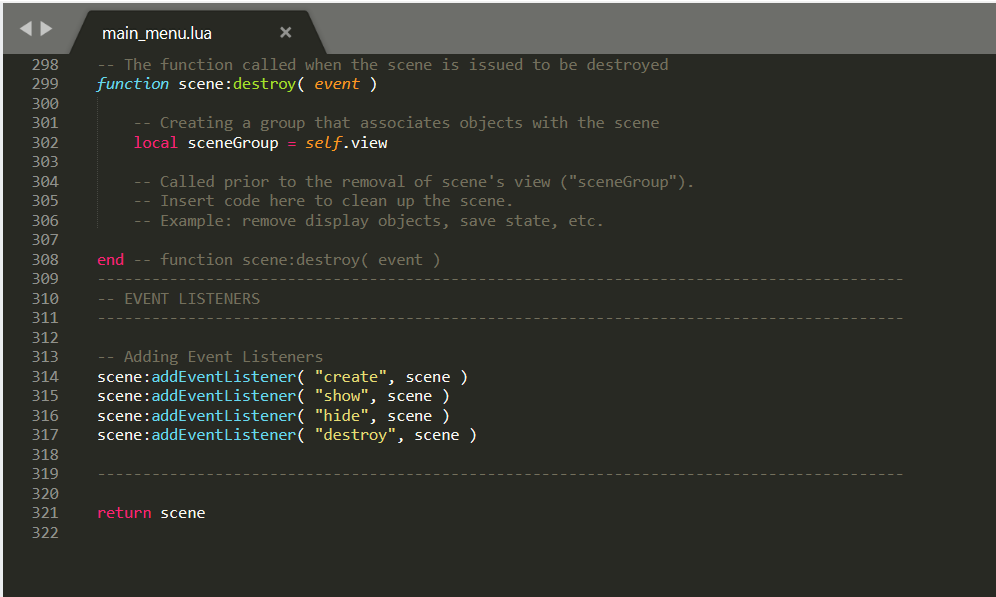 main_menu.lua ×
298 -- The function called when the scene is issued to be destroyed
299 function scene:destroy( event )
300
301     -- Creating a group that associates objects with the scene
302     local sceneGroup = self.view
303
304     -- Called prior to the removal of scene's view ("sceneGroup").
305     -- Insert code here to clean up the scene.
306     -- Example: remove display objects, save state, etc.
307
308 end -- function scene:destroy( event )
309 -----------------------------------------------------------------------------------------
310 -- EVENT LISTENERS
311 -----------------------------------------------------------------------------------------
312
313 -- Adding Event Listeners
314 scene:addEventListener( "create", scene )
315 scene:addEventListener( "show", scene )
316 scene:addEventListener( "hide", scene )
317 scene:addEventListener( "destroy", scene )
318
319 -----------------------------------------------------------------------------------------
320
321 return scene
322